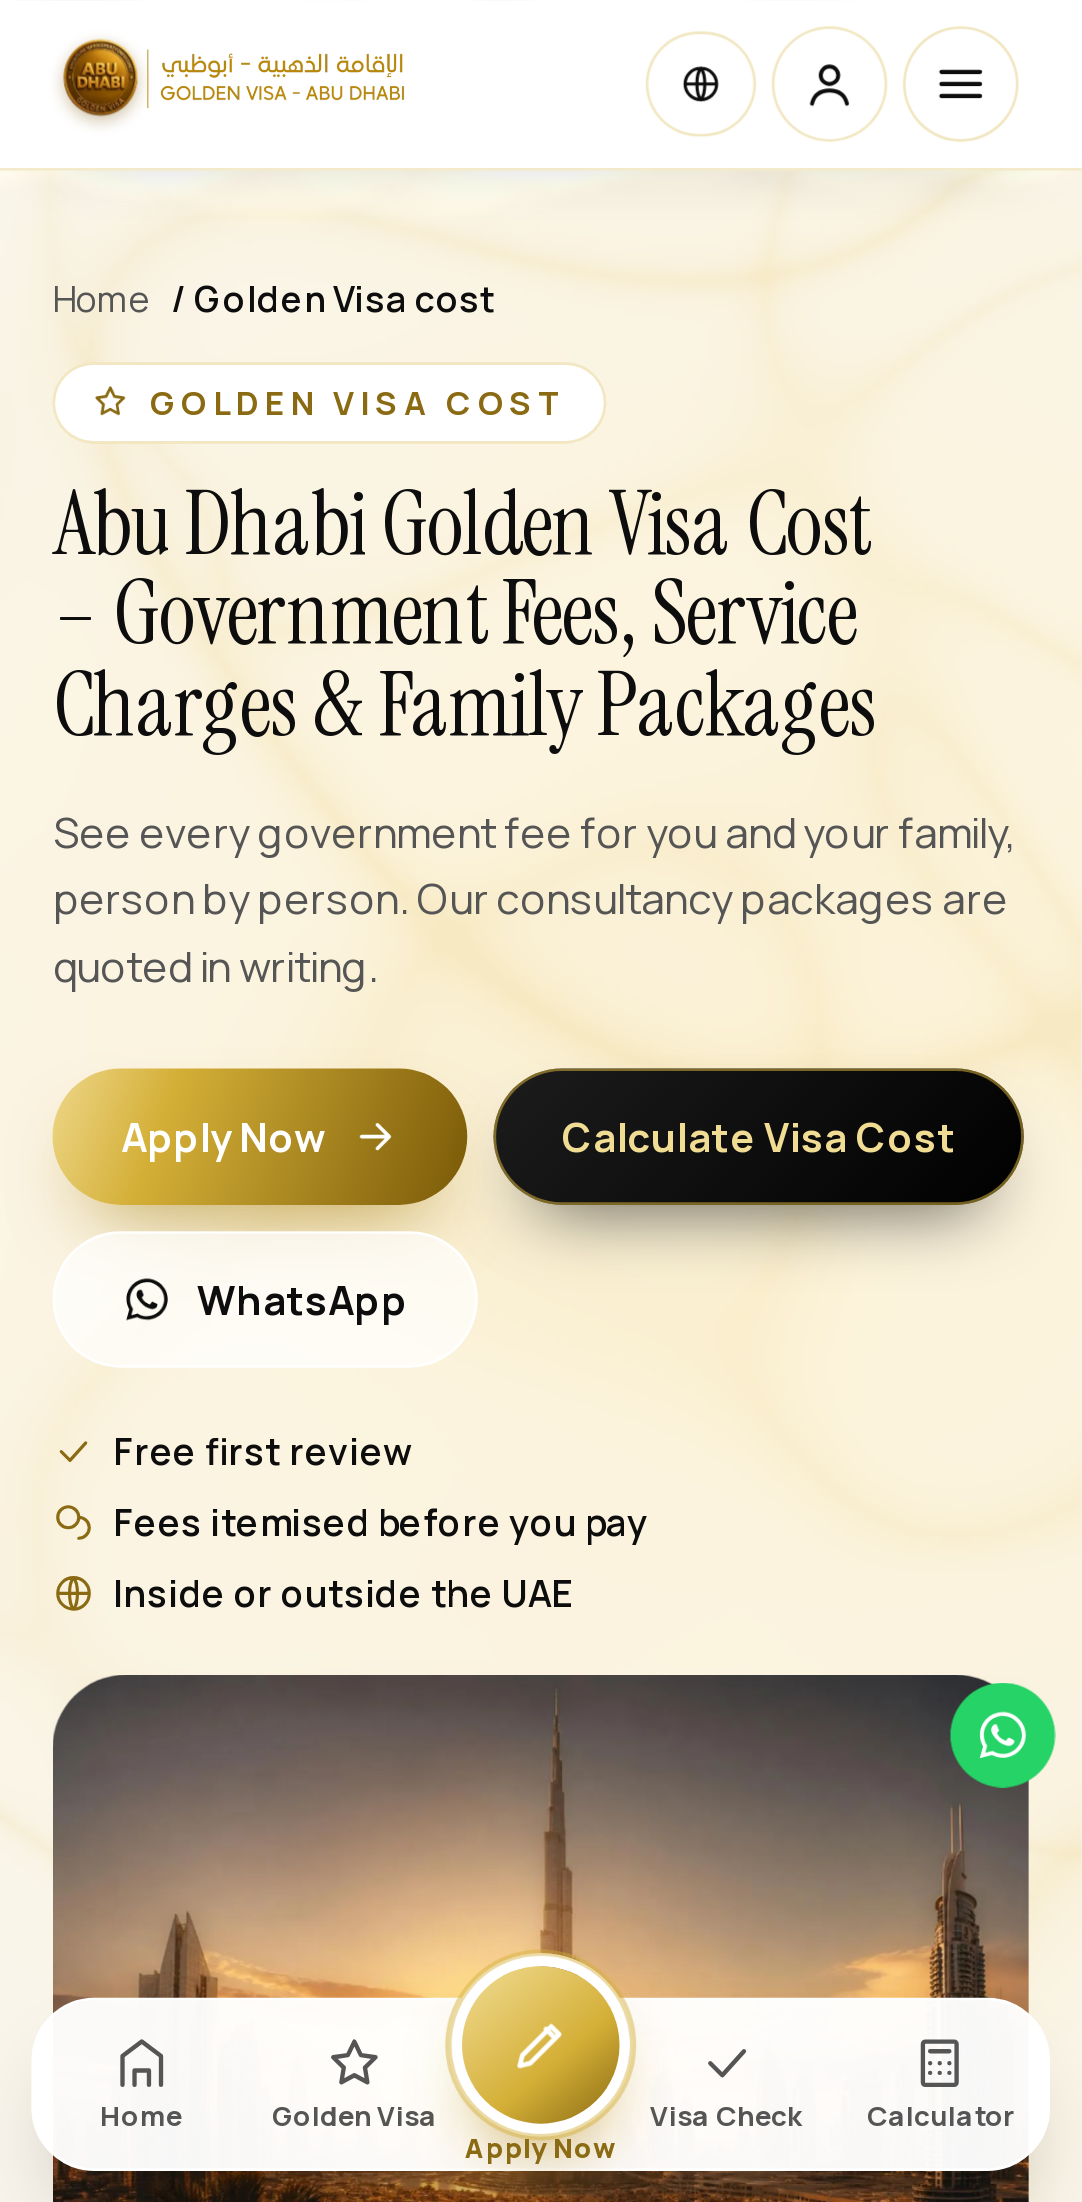 ABU
DHABI
الإقامة الذهبية - أبوظبي
GOLDEN VISA - ABU DHABI
Home / Golden Visa cost
GOLDEN VISA COST
Abu Dhabi Golden Visa Cost
– Government Fees, Service
Charges & Family Packages
See every government fee for you and your family,
person by person. Our consultancy packages are
quoted in writing.
Apply Now
Calculate Visa Cost
WhatsApp
Free first review
Fees itemised before you pay
Inside or outside the UAE
Home
Golden Visa
Apply Now
Visa Check
Calculator